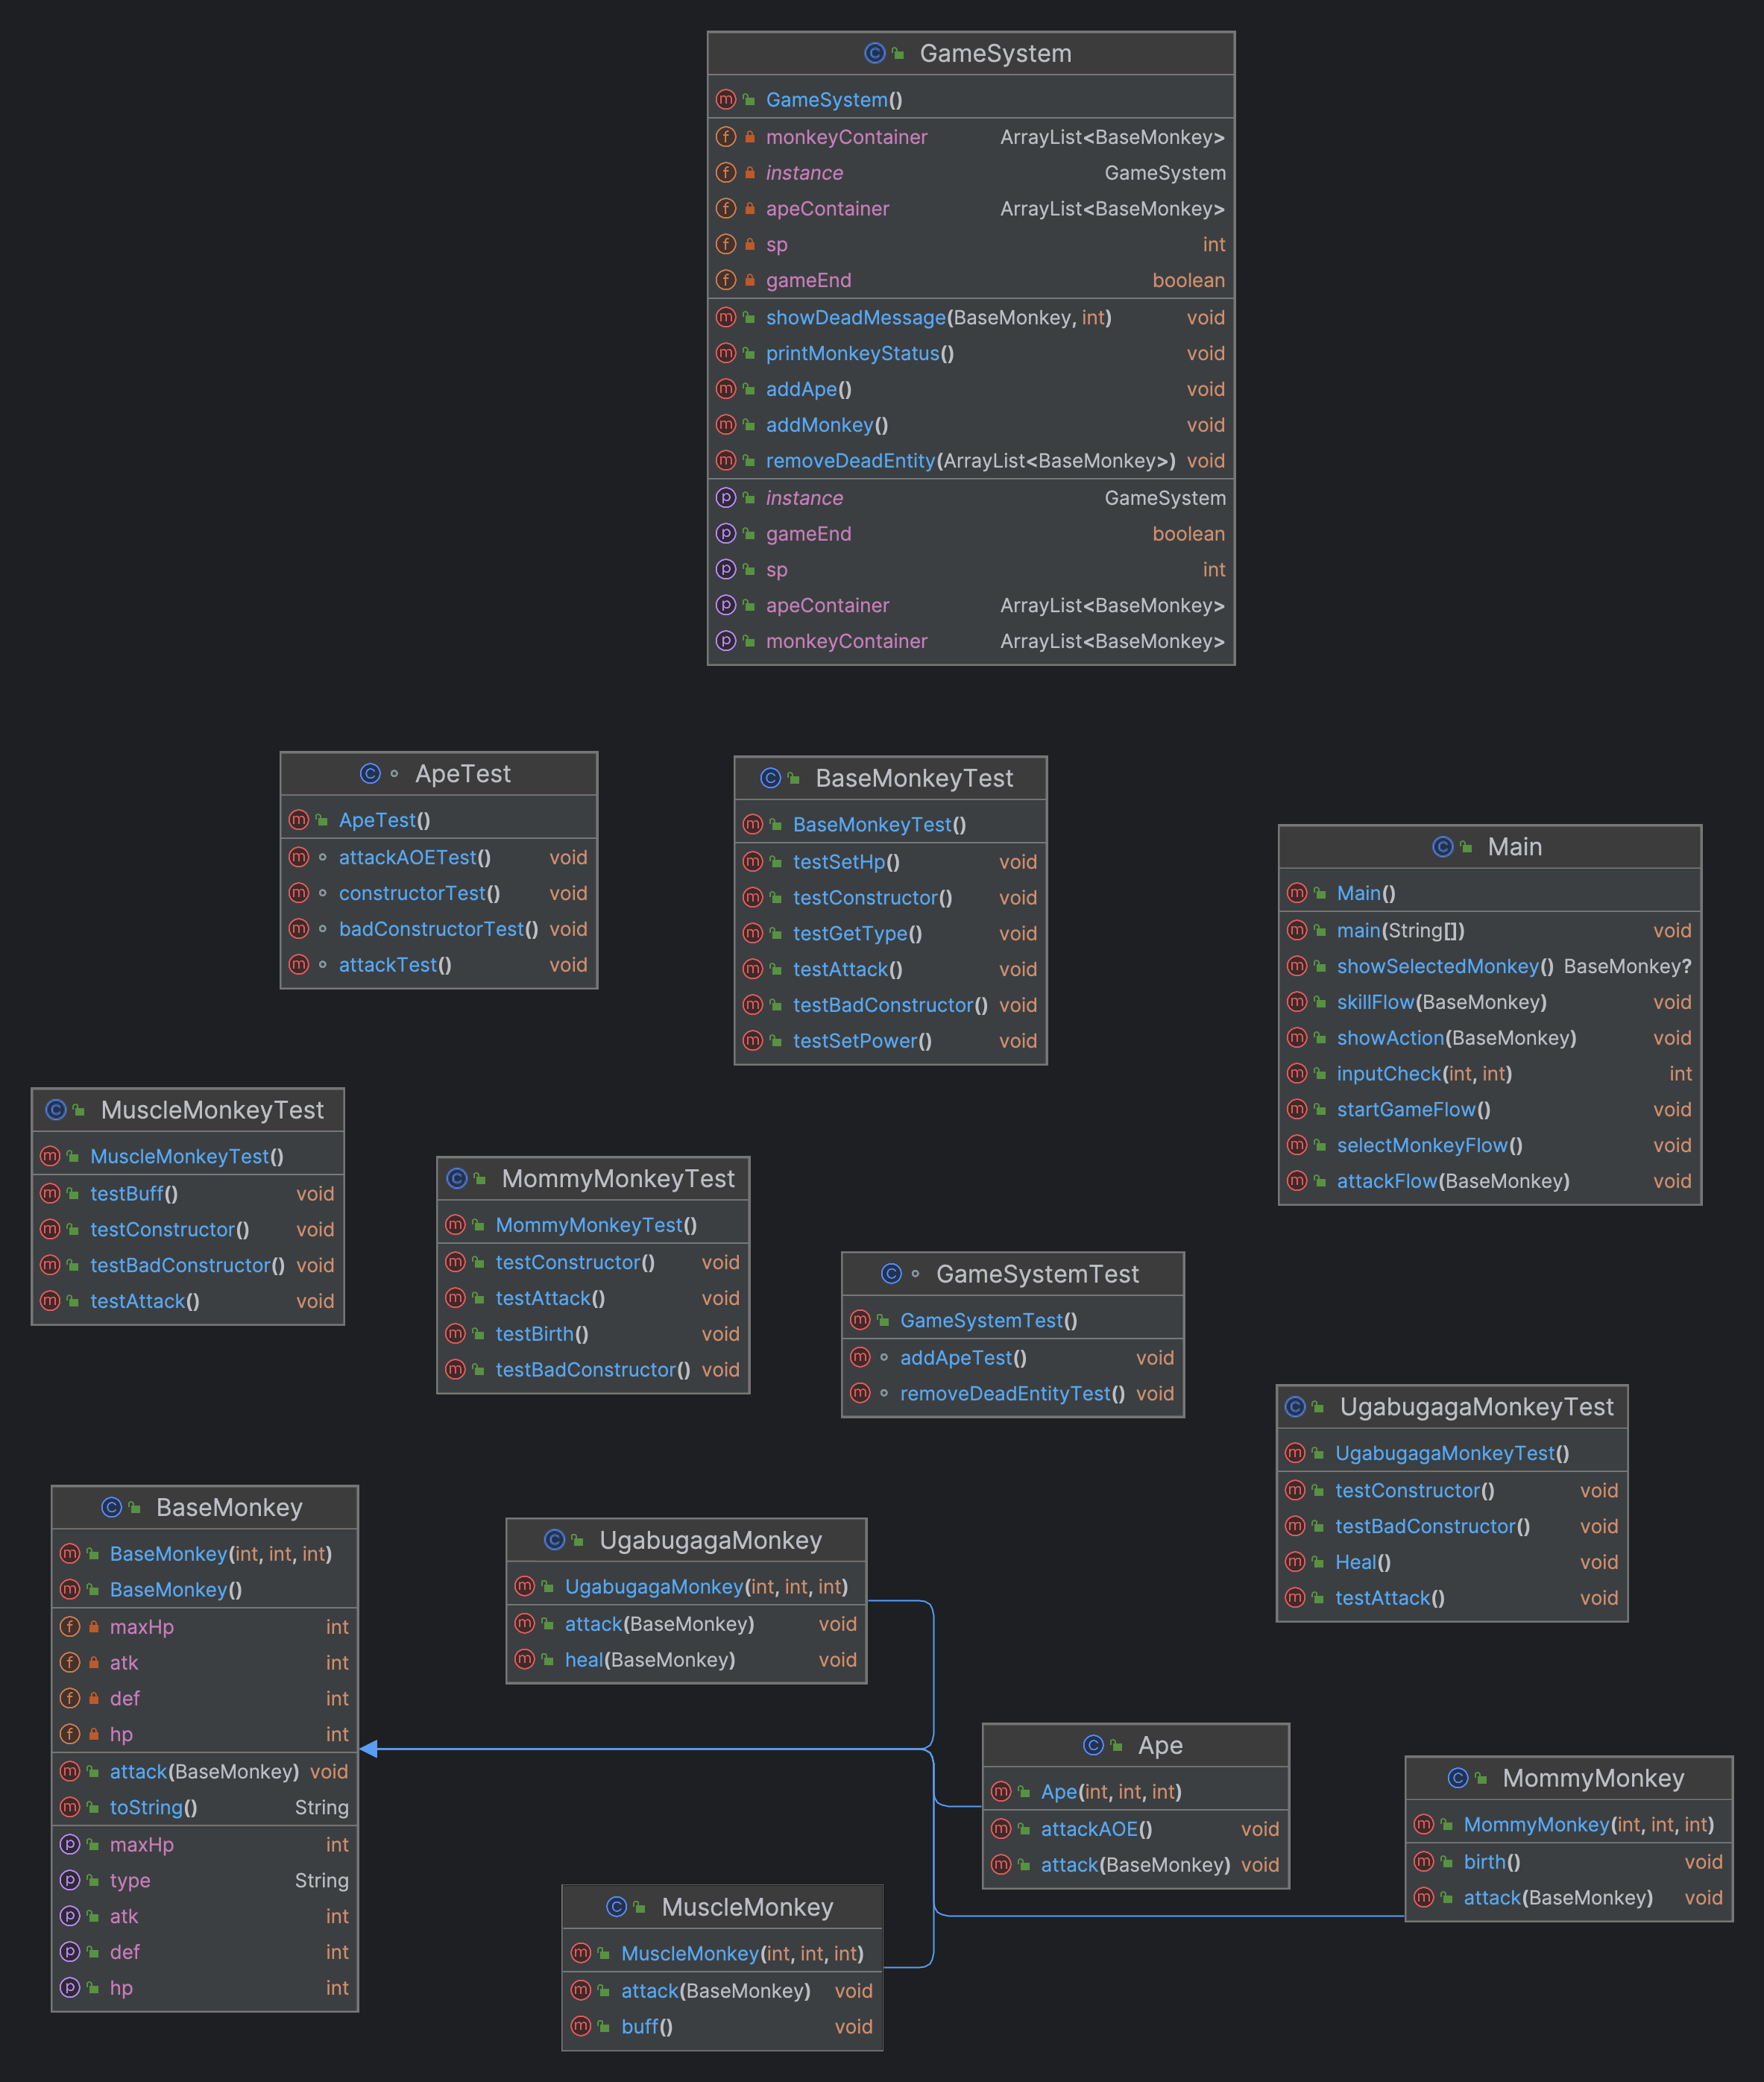 GameSystem
GameSystem()
monkeyContainer ArrayList<BaseMonkey>
instance GameSystem
apeContainer ArrayList<BaseMonkey>
sp int
gameEnd boolean
showDeadMessage(BaseMonkey, int) void
printMonkeyStatus() void
addApe() void
addMonkey() void
removeDeadEntity(ArrayList<BaseMonkey>) void
instance GameSystem
gameEnd boolean
sp int
apeContainer ArrayList<BaseMonkey>
monkeyContainer ArrayList<BaseMonkey>
ApeTest
ApeTest()
attackAOETest() void
constructorTest() void
badConstructorTest() void
attackTest() void
BaseMonkeyTest
BaseMonkeyTest()
testSetHp() void
testConstructor() void
testGetType() void
testAttack() void
testBadConstructor() void
testSetPower() void
Main
Main()
main(String[]) void
showSelectedMonkey() BaseMonkey?
skillFlow(BaseMonkey) void
showAction(BaseMonkey) void
inputCheck(int, int) int
startGameFlow() void
selectMonkeyFlow() void
attackFlow(BaseMonkey) void
MuscleMonkeyTest
MuscleMonkeyTest()
testBuff() void
testConstructor() void
testBadConstructor() void
testAttack() void
MommyMonkeyTest
MommyMonkeyTest()
testConstructor() void
testAttack() void
testBirth() void
testBadConstructor() void
GameSystemTest
GameSystemTest()
addApeTest() void
removeDeadEntityTest() void
UgabugagaMonkeyTest
UgabugagaMonkeyTest()
testConstructor() void
testBadConstructor() void
Heal() void
testAttack() void
BaseMonkey
BaseMonkey(int, int, int)
BaseMonkey()
maxHp int
atk int
def int
hp int
attack(BaseMonkey) void
toString() String
maxHp int
type String
atk int
def int
hp int
UgabugagaMonkey
UgabugagaMonkey(int, int, int)
attack(BaseMonkey) void
heal(BaseMonkey) void
Ape
Ape(int, int, int)
attackAOE() void
attack(BaseMonkey) void
MommyMonkey
MommyMonkey(int, int, int)
birth() void
attack(BaseMonkey) void
MuscleMonkey
MuscleMonkey(int, int, int)
attack(BaseMonkey) void
buff() void